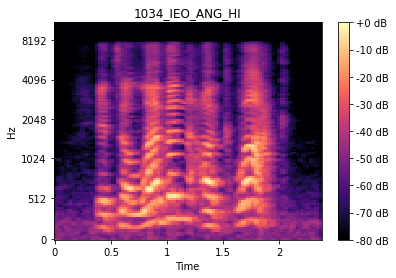 1034_IEO_ANG_HI
+0 dB
8192
-10 dB
4096
-20 dB
-30 dB
2048
Hz
-40 dB
1024
-50 dB
512
-60 dB
-70 dB
0
-80 dB
0 0.5 1 1.5 2
Time